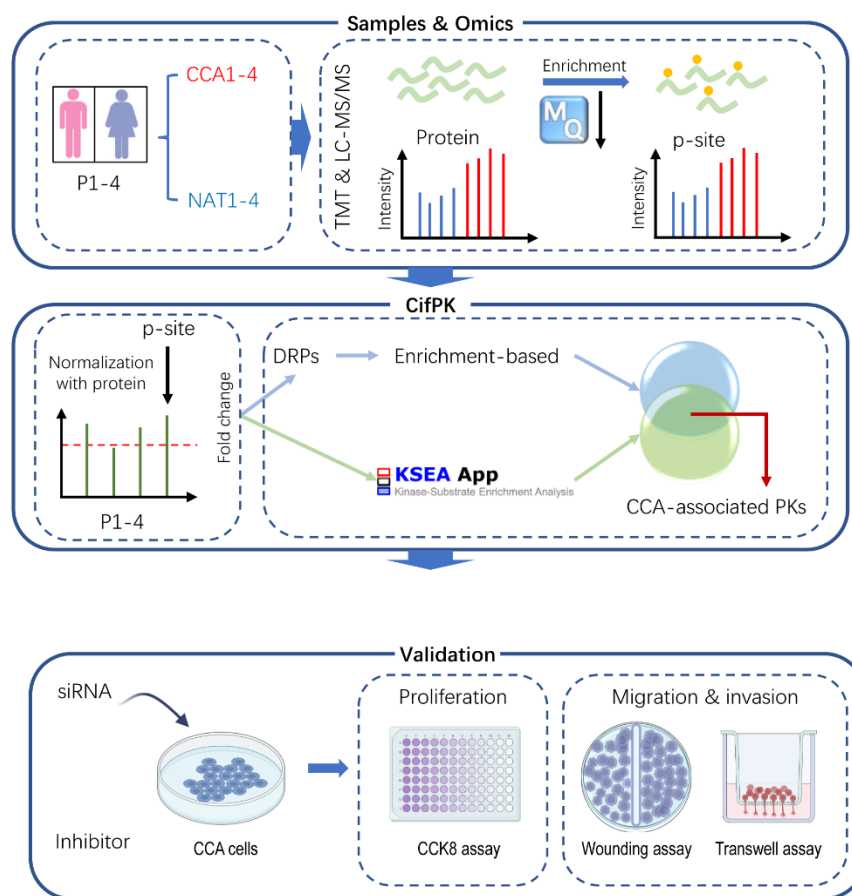 Samples & Omics
CCA1-4
P1-4
NAT1-4
TMT & LC-MS/MS
Enrichment
MQ
Protein
p-site
Intensity
Intensity
CifPK
p-site
Normalization
with protein
Fold change
P1-4
DRPs
Enrichment-based
KSEA App
Kinase-Substrate Enrichment Analysis
CCA-associated PKs
Validation
siRNA
Inhibitor
CCA cells
Proliferation
CCK8 assay
Migration & invasion
Wounding assay
Transwell assay